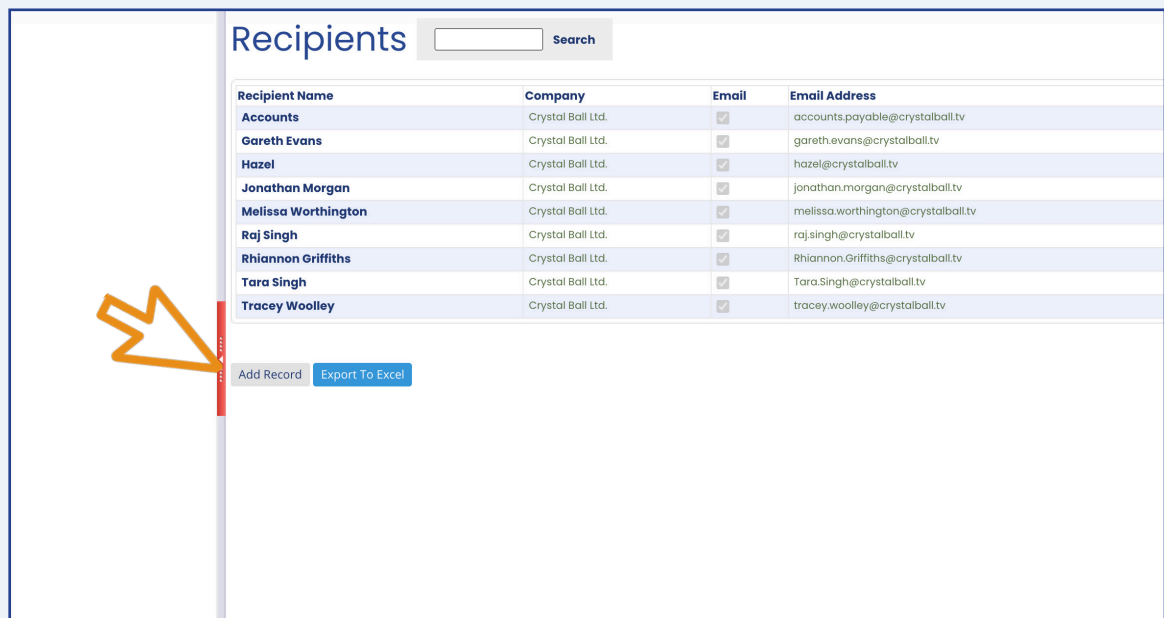 Recipients Search
Recipient Name Company Email Email Address
Accounts Crystal Ball Ltd. accounts.payable@crystalball.tv
Gareth Evans Crystal Ball Ltd. gareth.evans@crystalball.tv
Hazel Crystal Ball Ltd. hazel@crystalball.tv
Jonathan Morgan Crystal Ball Ltd. jonathan.morgan@crystalball.tv
Melissa Worthington Crystal Ball Ltd. melissa.worthington@crystalball.tv
Raj Singh Crystal Ball Ltd. raj.singh@crystalball.tv
Rhiannon Griffiths Crystal Ball Ltd. Rhiannon.Griffiths@crystalball.tv
Tara Singh Crystal Ball Ltd. Tara.Singh@crystalball.tv
Tracey Woolley Crystal Ball Ltd. tracey.woolley@crystalball.tv
Add Record Export To Excel